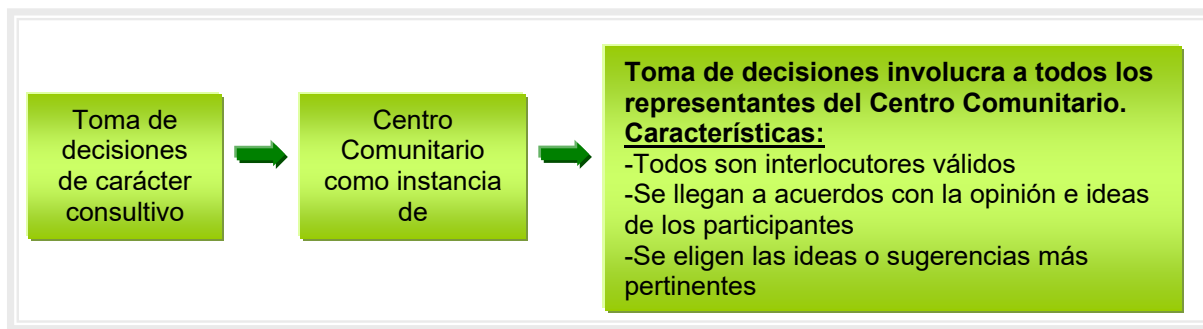 Toma de
decisiones
de carácter
consultivo
Centro
Comunitario
como instancia
de
Toma de decisiones involucra a todos los
representantes del Centro Comunitario.
Características:
-Todos son interlocutores válidos
-Se llegan a acuerdos con la opinión e ideas
de los participantes
-Se eligen las ideas o sugerencias más
pertinentes